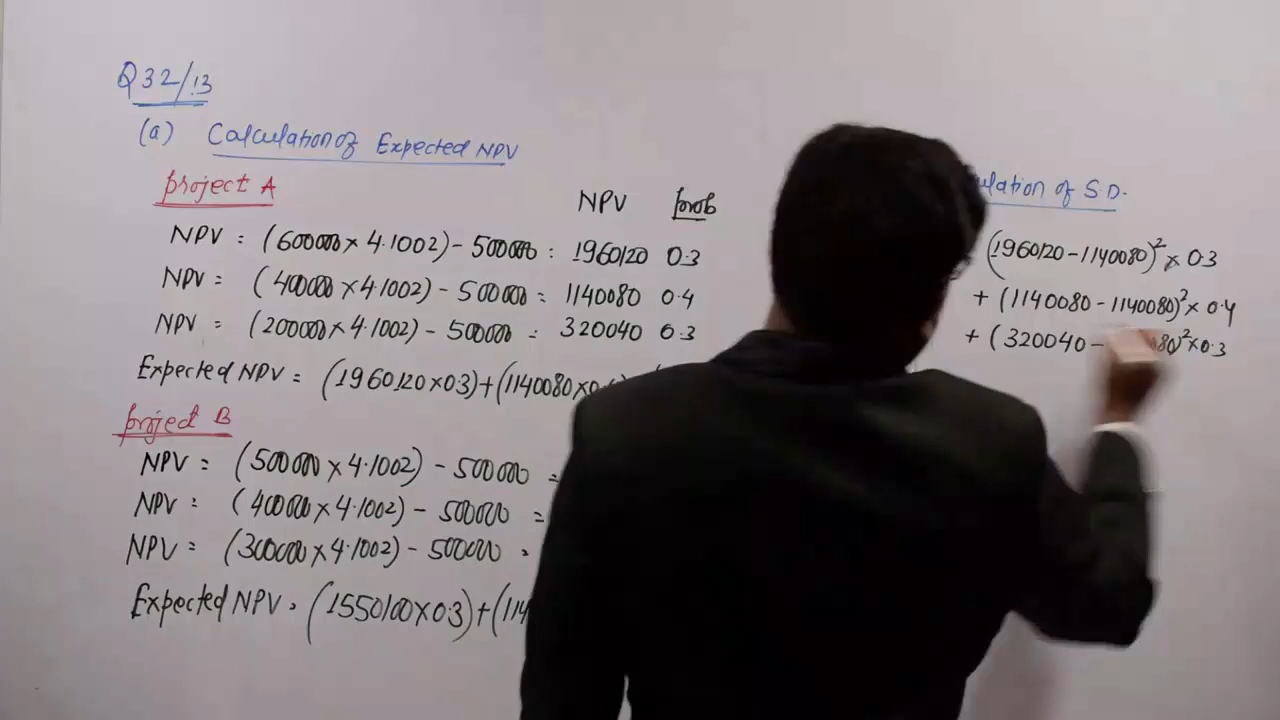 Q32/13
(a) Calculation of Expected NPV
Project A
NPV Prob
NPV = (600000 × 4.1002) - 500000 = 1960120 0.3
NPV = (400000 × 4.1002) - 500000 = 1140080 0.4
NPV = (200000 × 4.1002) - 500000 = 320040 0.3
Expected NPV = (1960120 × 0.3) + (1140080 ×
Project B
NPV = (500000 × 4.1002) - 500000 =
NPV = (400000 × 4.1002) - 500000 =
NPV = (300000 × 4.1002) - 500000 =
Expected NPV = (1550100 × 0.3) + (114
of S.D.
(1960120 - 1140080)² × 0.3
+ (1140080 - 1140080)² × 0.4
+ (320040 - 80)² × 0.3